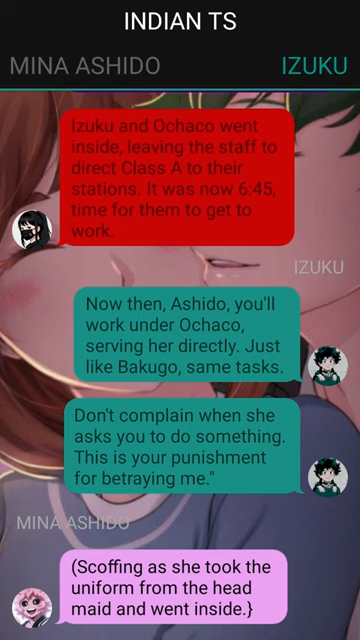 INDIAN TS
MINA ASHIDO IZUKU
Izuku and Ochaco went
inside, leaving the staff to
direct Class A to their
stations. It was now 6:45,
time for them to get to
work.
IZUKU
Now then, Ashido, you'll
work under Ochaco,
serving her directly. Just
like Bakugo, same tasks.
Don't complain when she
asks you to do something.
This is your punishment
for betraying me."
MINA ASHIDO
(Scoffing as she took the
uniform from the head
maid and went inside.}